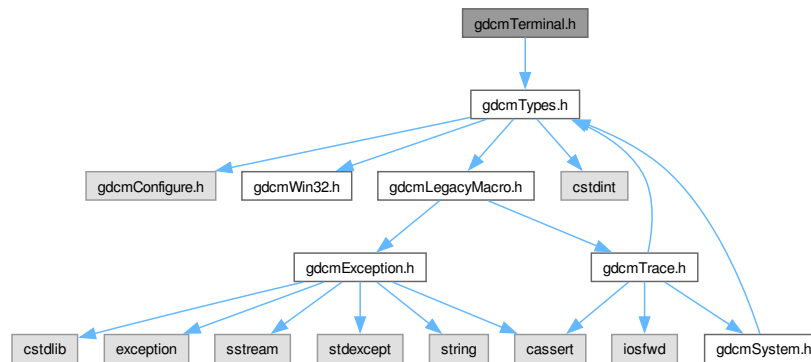 gdcmTerminal.h
gdcmTypes.h
gdcmConfigure.h
gdcmWin32.h
gdcmLegacyMacro.h
cstdint
gdcmException.h
gdcmTrace.h
cstdlib
exception
sstream
stdexcept
string
cassert
iosfwd
gdcmSystem.h